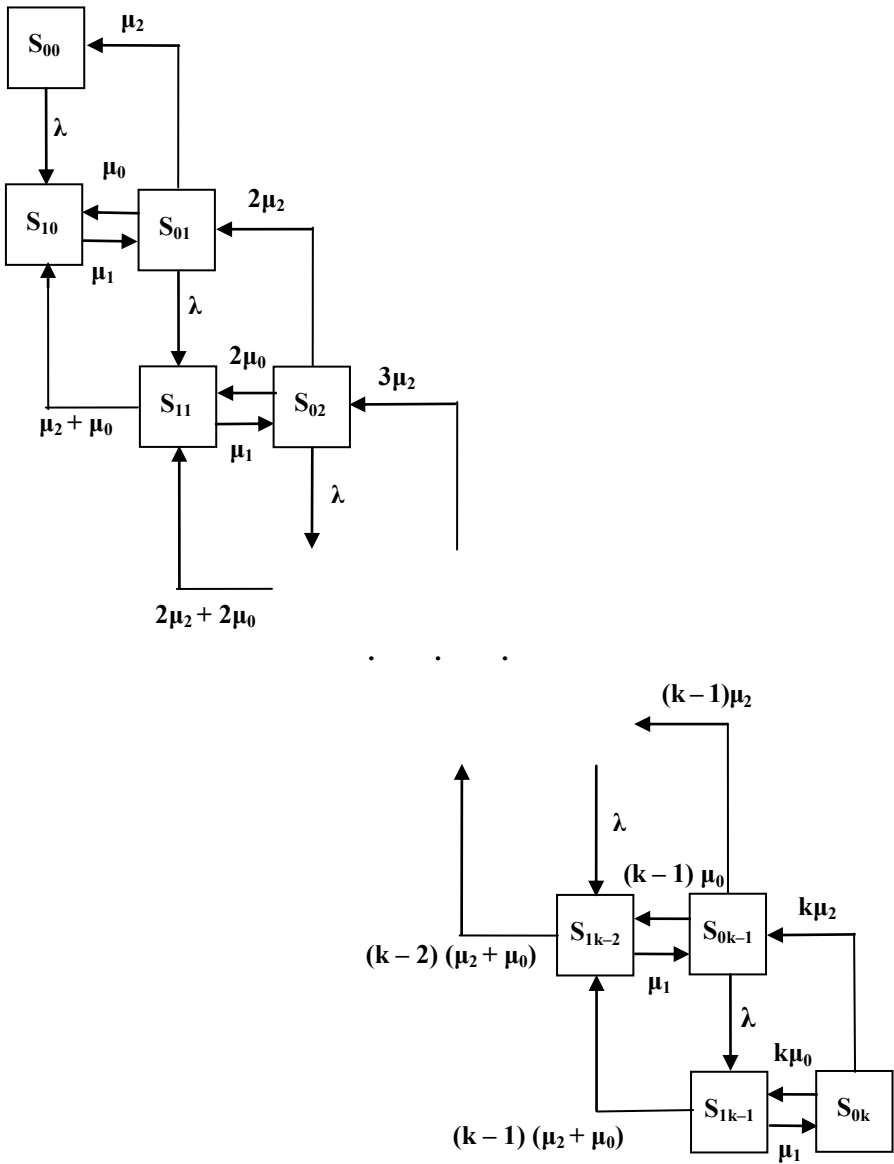 μ₂
S₀₀
λ
μ₀
2μ₂
S₁₀
S₀₁
μ₁
λ
2μ₀
3μ₂
S₁₁
S₀₂
μ₂ + μ₀
μ₁
λ
2μ₂ + 2μ₀
. . .
(k – 1)μ₂
λ
(k – 1) μ₀
kμ₂
S₁ₖ₋₂
S₀ₖ₋₁
(k – 2) (μ₂ + μ₀)
μ₁
λ
kμ₀
S₁ₖ₋₁
S₀ₖ
(k – 1) (μ₂ + μ₀)
μ₁